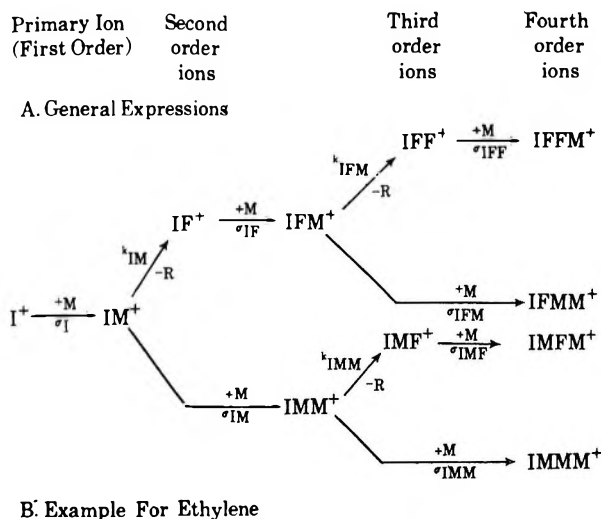 Primary Ion Second Third Fourth
(First Order) order order order
ions ions ions
A. General Expressions
IFF⁺ +M σIFF IFFM⁺
kIFM -R
IF⁺ +M σIF IFM⁺
kIM -R
+M σIFM IFMM⁺
I⁺ +M σI IM⁺
IMF⁺ +M σIMF IMFM⁺
kIMM -R
+M σIM IMM⁺
+M σIMM IMMM⁺
B. Example For Ethylene